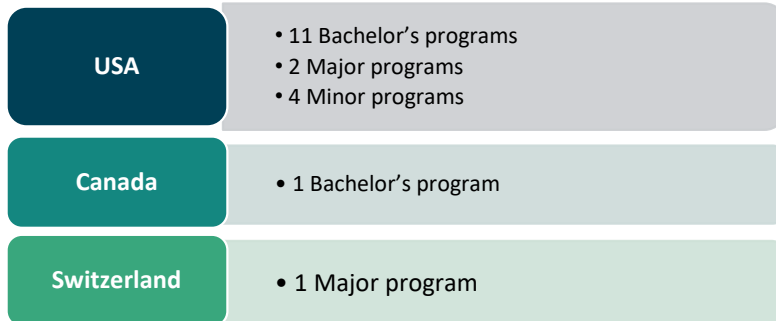 USA
• 11 Bachelor’s programs
• 2 Major programs
• 4 Minor programs
Canada
• 1 Bachelor’s program
Switzerland
• 1 Major program